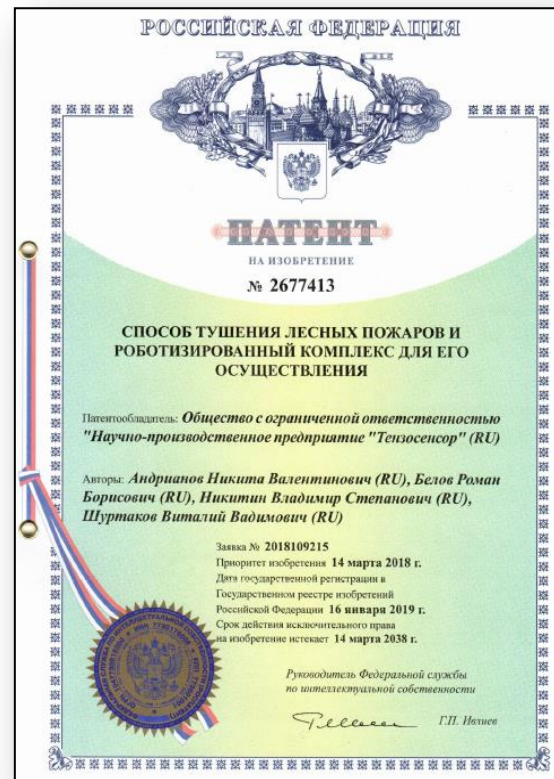 РОССИЙСКАЯ ФЕДЕРАЦИЯ
ПАТЕНТ
НА ИЗОБРЕТЕНИЕ
№ 2677413
СПОСОБ ТУШЕНИЯ ЛЕСНЫХ ПОЖАРОВ И
РОБОТИЗИРОВАННЫЙ КОМПЛЕКС ДЛЯ ЕГО
ОСУЩЕСТВЛЕНИЯ
Патентообладатель: Общество с ограниченной ответственностью
"Научно-производственное предприятие "Тензосенсор" (RU)
Авторы: Андрианов Никита Валентинович (RU), Белов Роман
Борисович (RU), Никитин Владимир Степанович (RU),
Шуртаков Виталий Вадимович (RU)
Заявка № 2018109215
Приоритет изобретения 14 марта 2018 г.
Дата государственной регистрации в
Государственном реестре изобретений
Российской Федерации 16 января 2019 г.
Срок действия исключительного права
на изобретение истекает 14 марта 2038 г.
Руководитель Федеральной службы
по интеллектуальной собственности
Г.П. Ивлиев